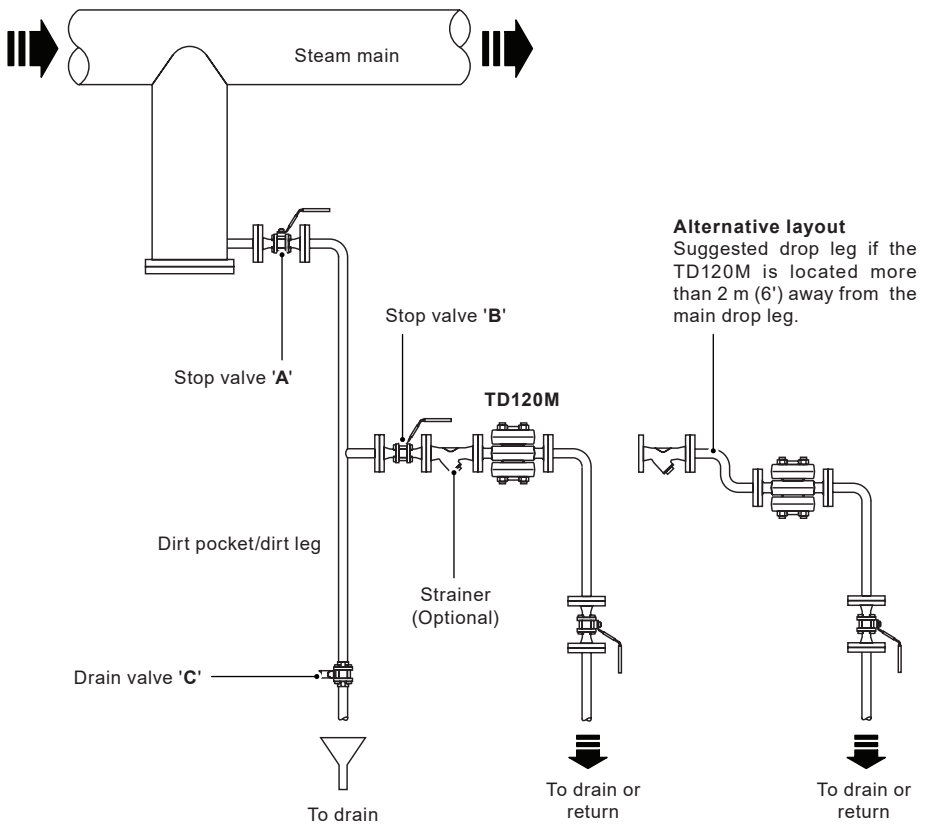 Steam main
Alternative layout
Suggested drop leg if the
TD120M is located more
than 2 m (6') away from the
main drop leg.
Stop valve 'B'
Stop valve 'A'
TD120M
Dirt pocket/dirt leg
Strainer
(Optional)
Drain valve 'C'
To drain
To drain or
return
To drain or
return